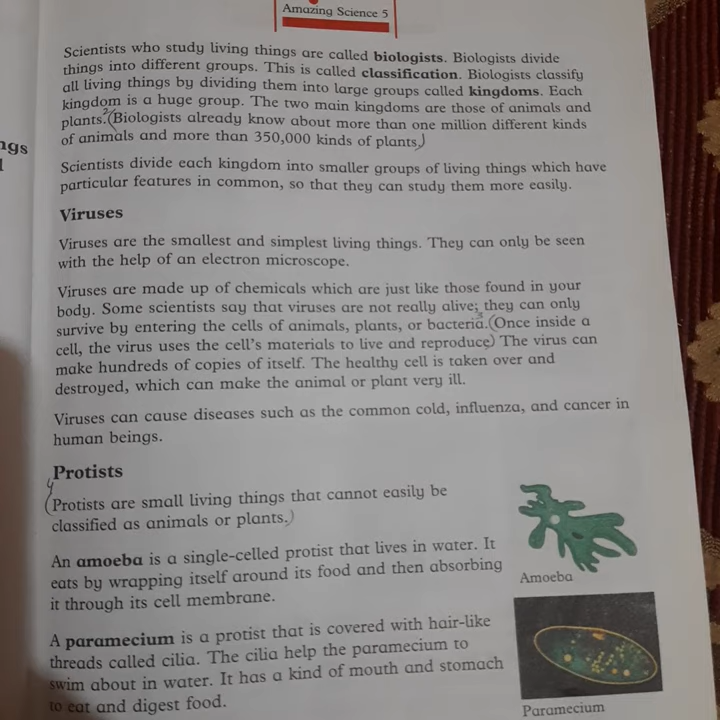 Amazing Science 5
Scientists who study living things are called biologists. Biologists divide
things into different groups. This is called classification. Biologists classify
all living things by dividing them into large groups called kingdoms. Each
kingdom is a huge group. The two main kingdoms are those of animals and
plants. (Biologists already know about more than one million different kinds
of animals and more than 350,000 kinds of plants.)
Scientists divide each kingdom into smaller groups of living things which have
particular features in common, so that they can study them more easily.
Viruses
Viruses are the smallest and simplest living things. They can only be seen
with the help of an electron microscope.
Viruses are made up of chemicals which are just like those found in your
body. Some scientists say that viruses are not really alive; they can only
survive by entering the cells of animals, plants, or bacteria. (Once inside a
cell, the virus uses the cell's materials to live and reproduce) The virus can
make hundreds of copies of itself. The healthy cell is taken over and
destroyed, which can make the animal or plant very ill.
Viruses can cause diseases such as the common cold, influenza, and cancer in
human beings.
Protists
(Protists are small living things that cannot easily be
classified as animals or plants.)
An amoeba is a single-celled protist that lives in water. It
eats by wrapping itself around its food and then absorbing
it through its cell membrane.
Amoeba
A paramecium is a protist that is covered with hair-like
threads called cilia. The cilia help the paramecium to
swim about in water. It has a kind of mouth and stomach
to eat and digest food.
Paramecium